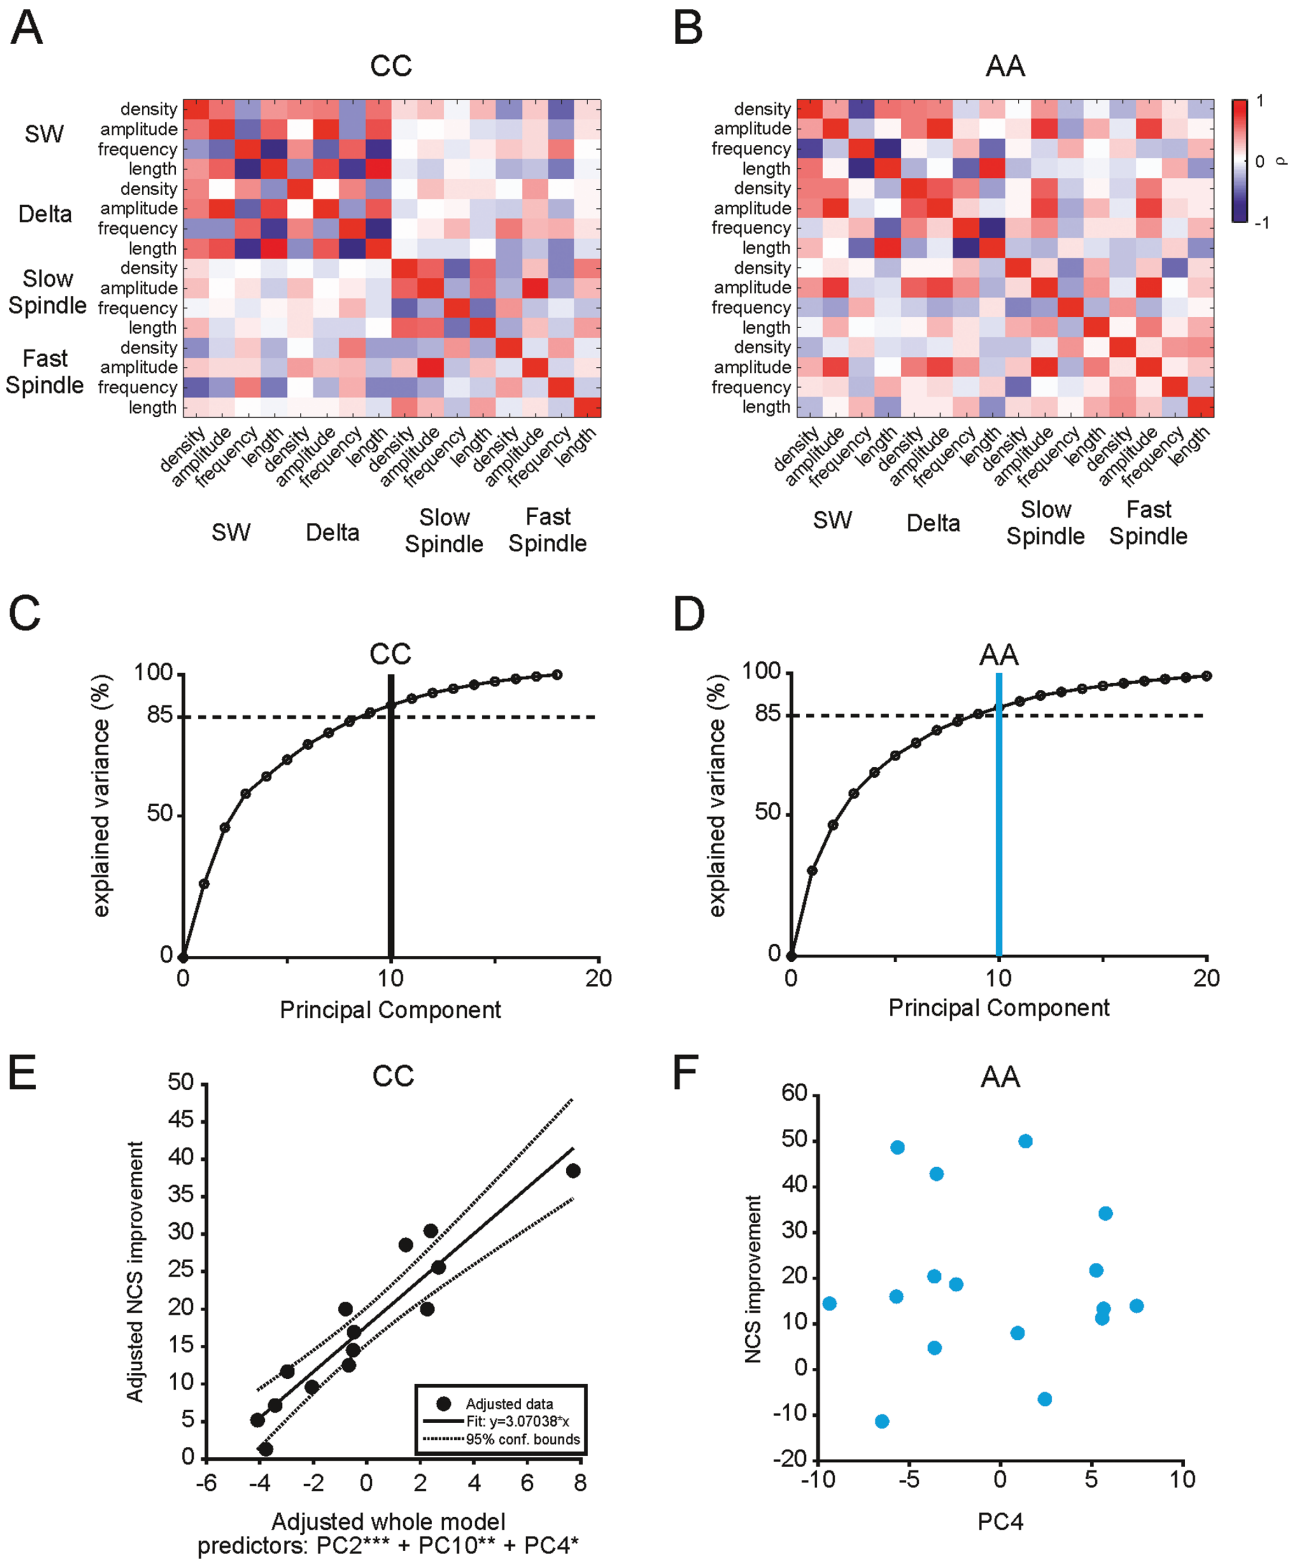 A
CC
SW
Delta
Slow
Spindle
Fast
Spindle
density
amplitude
frequency
length
density
amplitude
frequency
length
density
amplitude
frequency
length
density
amplitude
frequency
length
density
amplitude
frequency
length
density
amplitude
frequency
length
density
amplitude
frequency
length
density
amplitude
frequency
length
SW
Delta
Slow
Spindle
Fast
Spindle
B
AA
density
amplitude
frequency
length
density
amplitude
frequency
length
density
amplitude
frequency
length
density
amplitude
frequency
length
density
amplitude
frequency
length
density
amplitude
frequency
length
density
amplitude
frequency
length
density
amplitude
frequency
length
SW
Delta
Slow
Spindle
Fast
Spindle
1
0
-1
ρ
C
CC
explained variance (%)
100
85
50
0
0
10
20
Principal Component
D
AA
explained variance (%)
100
85
50
0
0
10
20
Principal Component
E
CC
Adjusted NCS improvement
50
45
40
35
30
25
20
15
10
5
0
-6
-4
-2
0
2
4
6
8
Adjusted data
Fit: y=3.07038*x
95% conf. bounds
Adjusted whole model
predictors: PC2*** + PC10** + PC4*
F
AA
NCS improvement
60
50
40
30
20
10
0
-10
-20
-10
-5
0
5
10
PC4